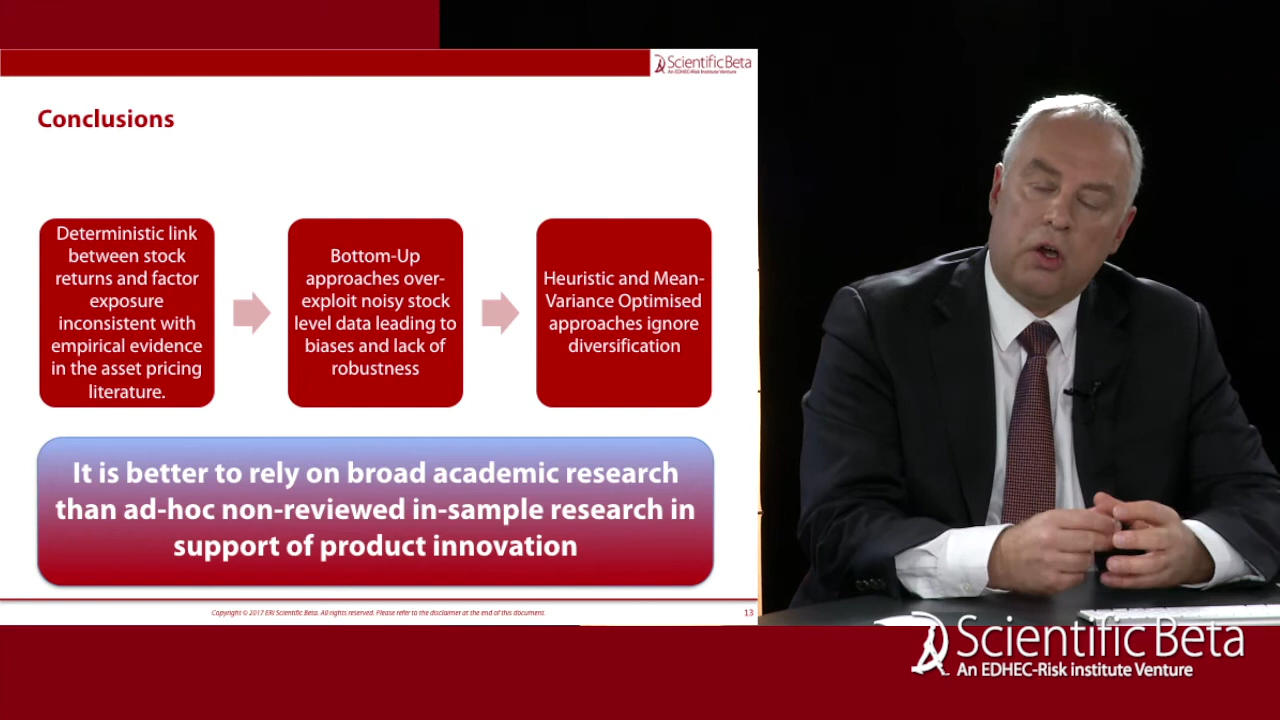 ScientificBeta
An EDHEC-Risk Institute Venture
Conclusions
Deterministic link
between stock
returns and factor
exposure
inconsistent with
empirical evidence
in the asset pricing
literature.
Bottom-Up
approaches over-
exploit noisy stock
level data leading to
biases and lack of
robustness
Heuristic and Mean-
Variance Optimised
approaches ignore
diversification
It is better to rely on broad academic research
than ad-hoc non-reviewed in-sample research in
support of product innovation
Copyright © 2017 ERI Scientific Beta. All rights reserved. Please refer to the disclaimer at the end of this document.
13
Scientific Beta
An EDHEC-Risk institute Venture